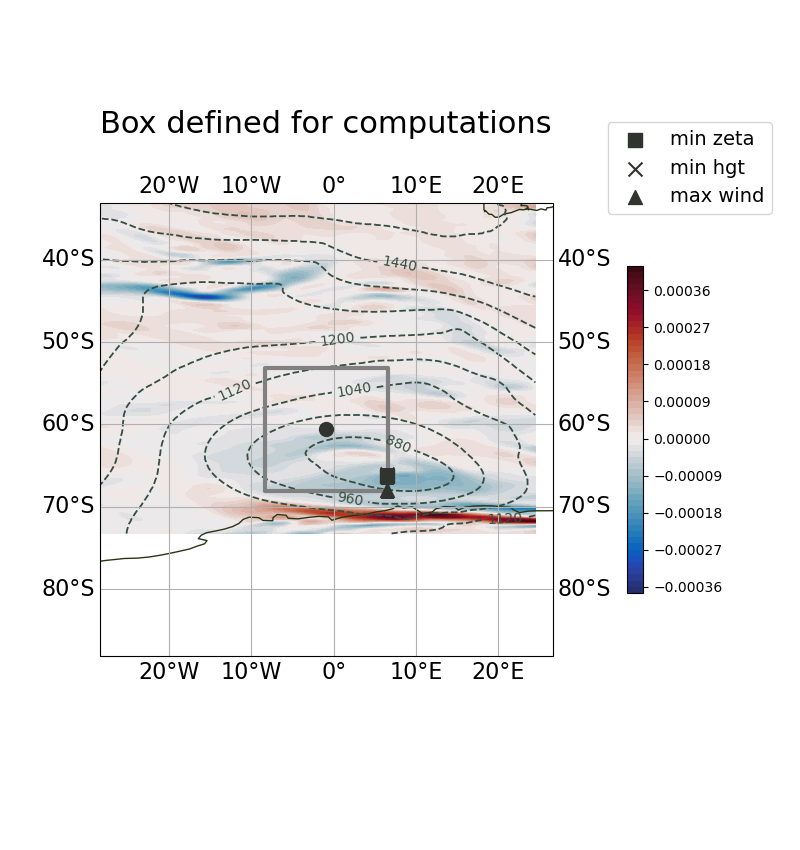 Box defined for computations
min zeta
min hgt
max wind
20°W 10°W 0° 10°E 20°E
40°S 40°S
50°S 50°S
60°S 60°S
70°S 70°S
80°S 80°S
1440
1200
1120
1040
880
960
1120
20°W 10°W 0° 10°E 20°E
0.00036
0.00027
0.00018
0.00009
0.00000
−0.00009
−0.00018
−0.00027
−0.00036